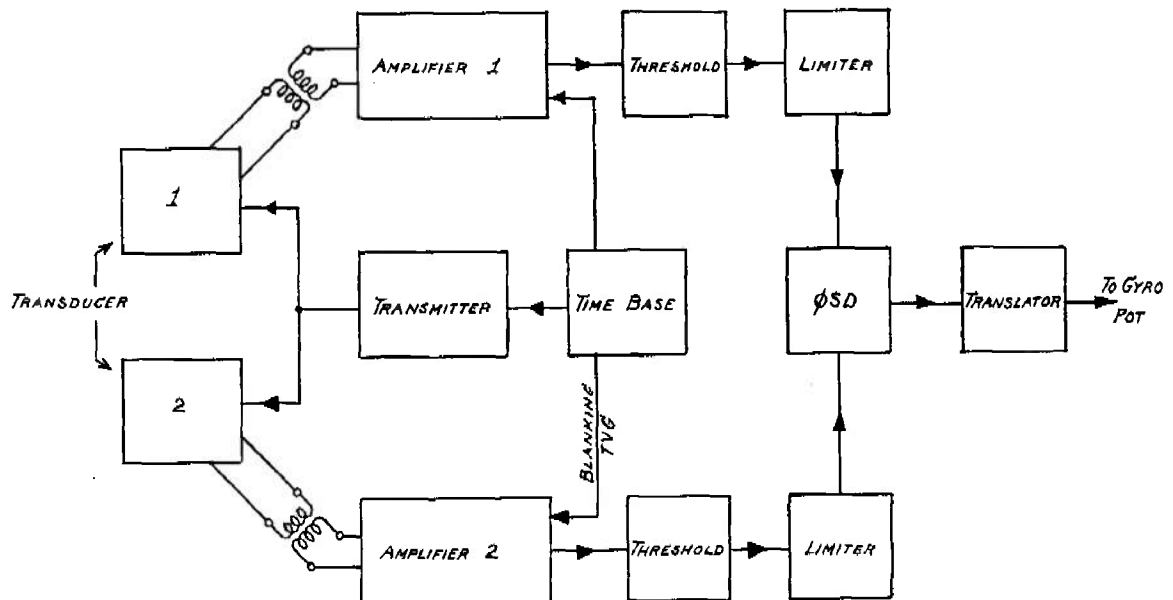 AMPLIFIER 1
THRESHOLD
LIMITER
1
TRANSDUCER
TRANSMITTER
TIME BASE
ϕSD
TRANSLATOR
TO GYRO
POT
2
BLANKING
TVG
AMPLIFIER 2
THRESHOLD
LIMITER